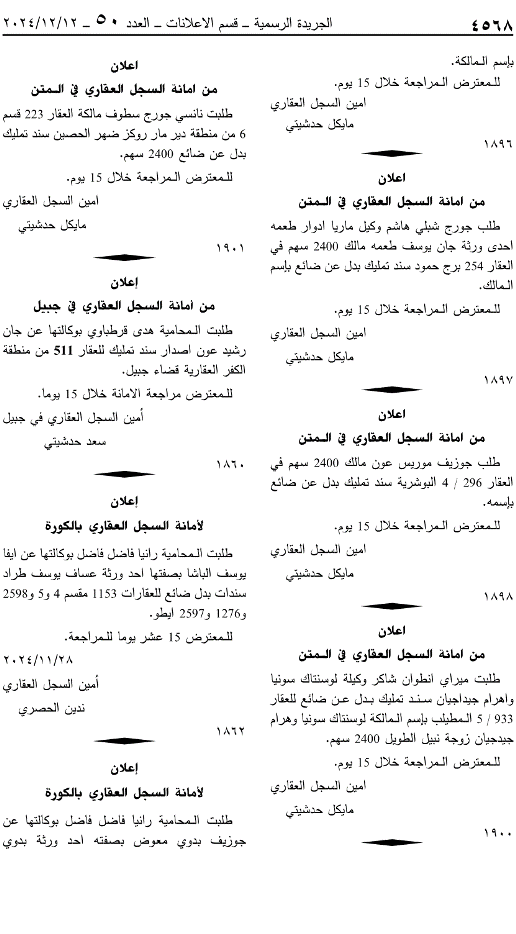 ٤٥٦٨ الجريدة الرسمية ــ قسم الاعلانات ــ العدد ٥٠ ــ ٢٠٢٤/١٢/١٢
بإسم المالكة.
للمعترض المراجعة خلال 15 يوم.
امين السجل العقاري
مايكل حدشيتي
١٨٩٦
اعلان
من امانة السجل العقاري في المتن
طلب جورج شبلي هاشم وكيل ماريا ادوار طعمه
احدى ورثة جان يوسف طعمه مالك 2400 سهم في
العقار 254 برج حمود سند تمليك بدل عن ضائع بإسم
المالك.
للمعترض المراجعة خلال 15 يوم.
امين السجل العقاري
مايكل حدشيتي
١٨٩٧
اعلان
من امانة السجل العقاري في المتن
طلب جوزيف موريس عون مالك 2400 سهم في
العقار 296 / 4 البوشرية سند تمليك بدل عن ضائع
بإسمه.
للمعترض المراجعة خلال 15 يوم.
امين السجل العقاري
مايكل حدشيتي
١٨٩٨
اعلان
من امانة السجل العقاري في المتن
طلبت ميراي انطوان شاكر وكيلة لوسنتاك سونيا
واهرام جيداجيان سند تمليك بدل عن ضائع للعقار
933 / 5 المطيلب بإسم المالكة لوسنتاك سونيا وهرام
جيدجيان زوجة نبيل الطويل 2400 سهم.
للمعترض المراجعة خلال 15 يوم.
امين السجل العقاري
مايكل حدشيتي
١٩٠٠
اعلان
من امانة السجل العقاري في المتن
طلبت نانسي جورج سطوف مالكة العقار 223 قسم
6 من منطقة دير مار روكز ضهر الحصين سند تمليك
بدل عن ضائع 2400 سهم.
للمعترض المراجعة خلال 15 يوم.
امين السجل العقاري
مايكل حدشيتي
١٩٠١
إعلان
من أمانة السجل العقاري في جبيل
طلبت المحامية هدى قرطباوي بوكالتها عن جان
رشيد عون اصدار سند تمليك للعقار 511 من منطقة
الكفر العقارية قضاء جبيل.
للمعترض مراجعة الامانة خلال 15 يوما.
أمين السجل العقاري في جبيل
سعد حدشيتي
١٨٦٠
إعلان
لأمانة السجل العقاري بالكورة
طلبت المحامية رانيا فاضل فاضل بوكالتها عن ايفا
يوسف الباشا بصفتها احد ورثة عساف يوسف طراد
سندات بدل ضائع للعقارات 1153 مقسم 4 و5 و2598
و1276 و2597 ايطو.
للمعترض 15 عشر يوما للمراجعة.
٢٠٢٤/١١/٢٨
أمين السجل العقاري
ندين الحصري
١٨٦٢
إعلان
لأمانة السجل العقاري بالكورة
طلبت المحامية رانيا فاضل فاضل بوكالتها عن
جوزيف بدوي معوض بصفته احد ورثة بدوي